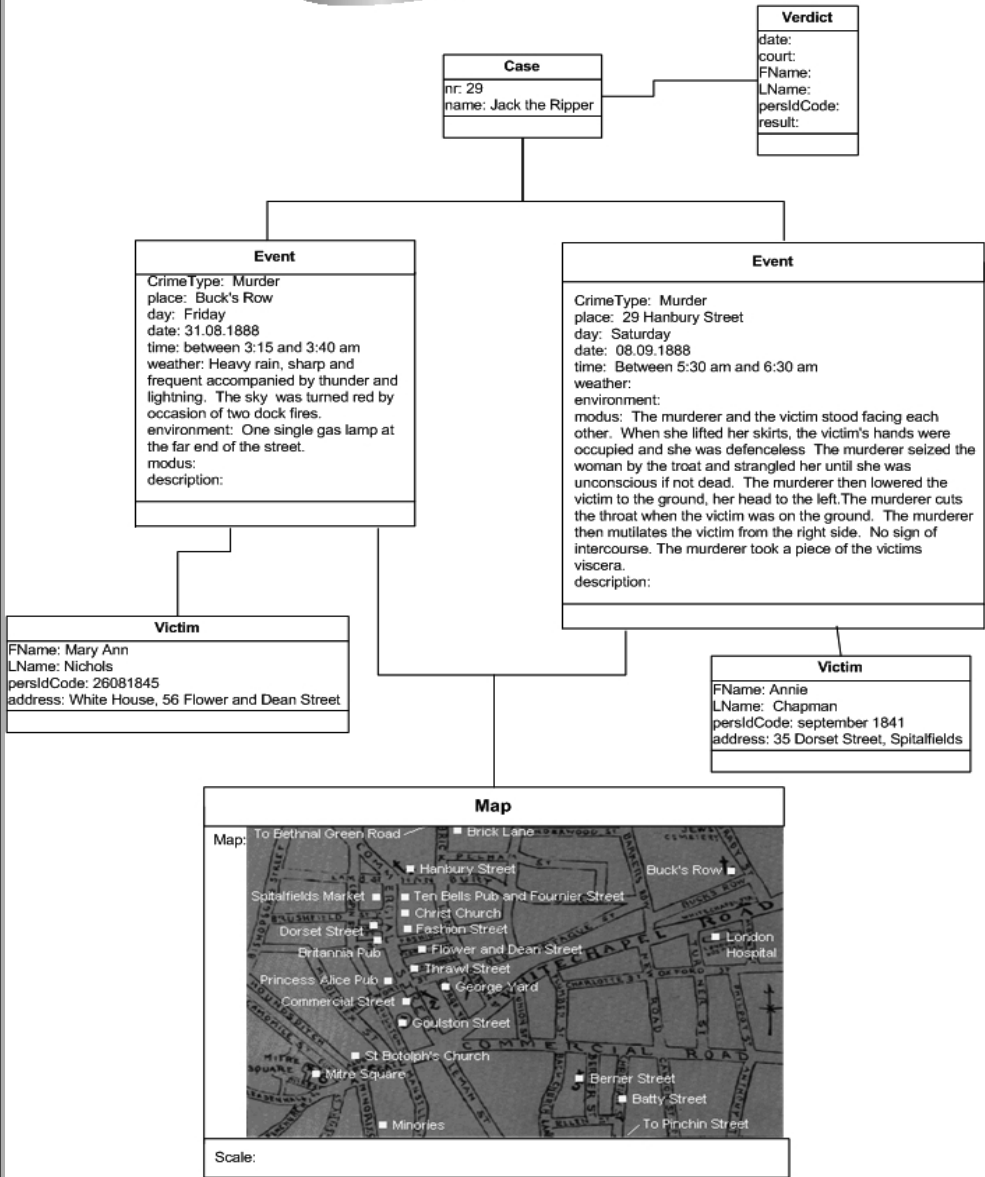 Verdict
date:
court:
FName:
LName:
persIdCode:
result:
Case
nr: 29
name: Jack the Ripper
Event
CrimeType: Murder
place: Buck's Row
day: Friday
date: 31.08.1888
time: between 3:15 and 3:40 am
weather: Heavy rain, sharp and
frequent accompanied by thunder and
lightning. The sky was turned red by
occasion of two dock fires.
environment: One single gas lamp at
the far end of the street.
modus:
description:
Event
CrimeType: Murder
place: 29 Hanbury Street
day: Saturday
date: 08.09.1888
time: Between 5:30 am and 6:30 am
weather:
environment:
modus: The murderer and the victim stood facing each
other. When she lifted her skirts, the victim's hands were
occupied and she was defenceless The murderer seized the
woman by the troat and strangled her until she was
unconscious if not dead. The murderer then lowered the
victim to the ground, her head to the left.The murderer cuts
the throat when the victim was on the ground. The murderer
then mutilates the victim from the right side. No sign of
intercourse. The murderer took a piece of the victims
viscera.
description:
Victim
FName: Mary Ann
LName: Nichols
persIdCode: 26081845
address: White House, 56 Flower and Dean Street
Victim
FName: Annie
LName: Chapman
persIdCode: september 1841
address: 35 Dorset Street, Spitalfields
Map
Map:
To Bethnal Green Road
Brick Lane
Hanbury Street
Buck's Row
Spitalfields Market
Ten Bells Pub and Fournier Street
Christ Church
Dorset Street
Fashion Street
Britannia Pub
Flower and Dean Street
London
Hospital
Thrawl Street
Princess Alice Pub
George Yard
Commercial Street
Goulston Street
COMMERCIAL ROAD
St Botolph's Church
Mitre Square
LEMAN ST
Berner Street
Batty Street
Minories
To Pinchin Street
Scale: